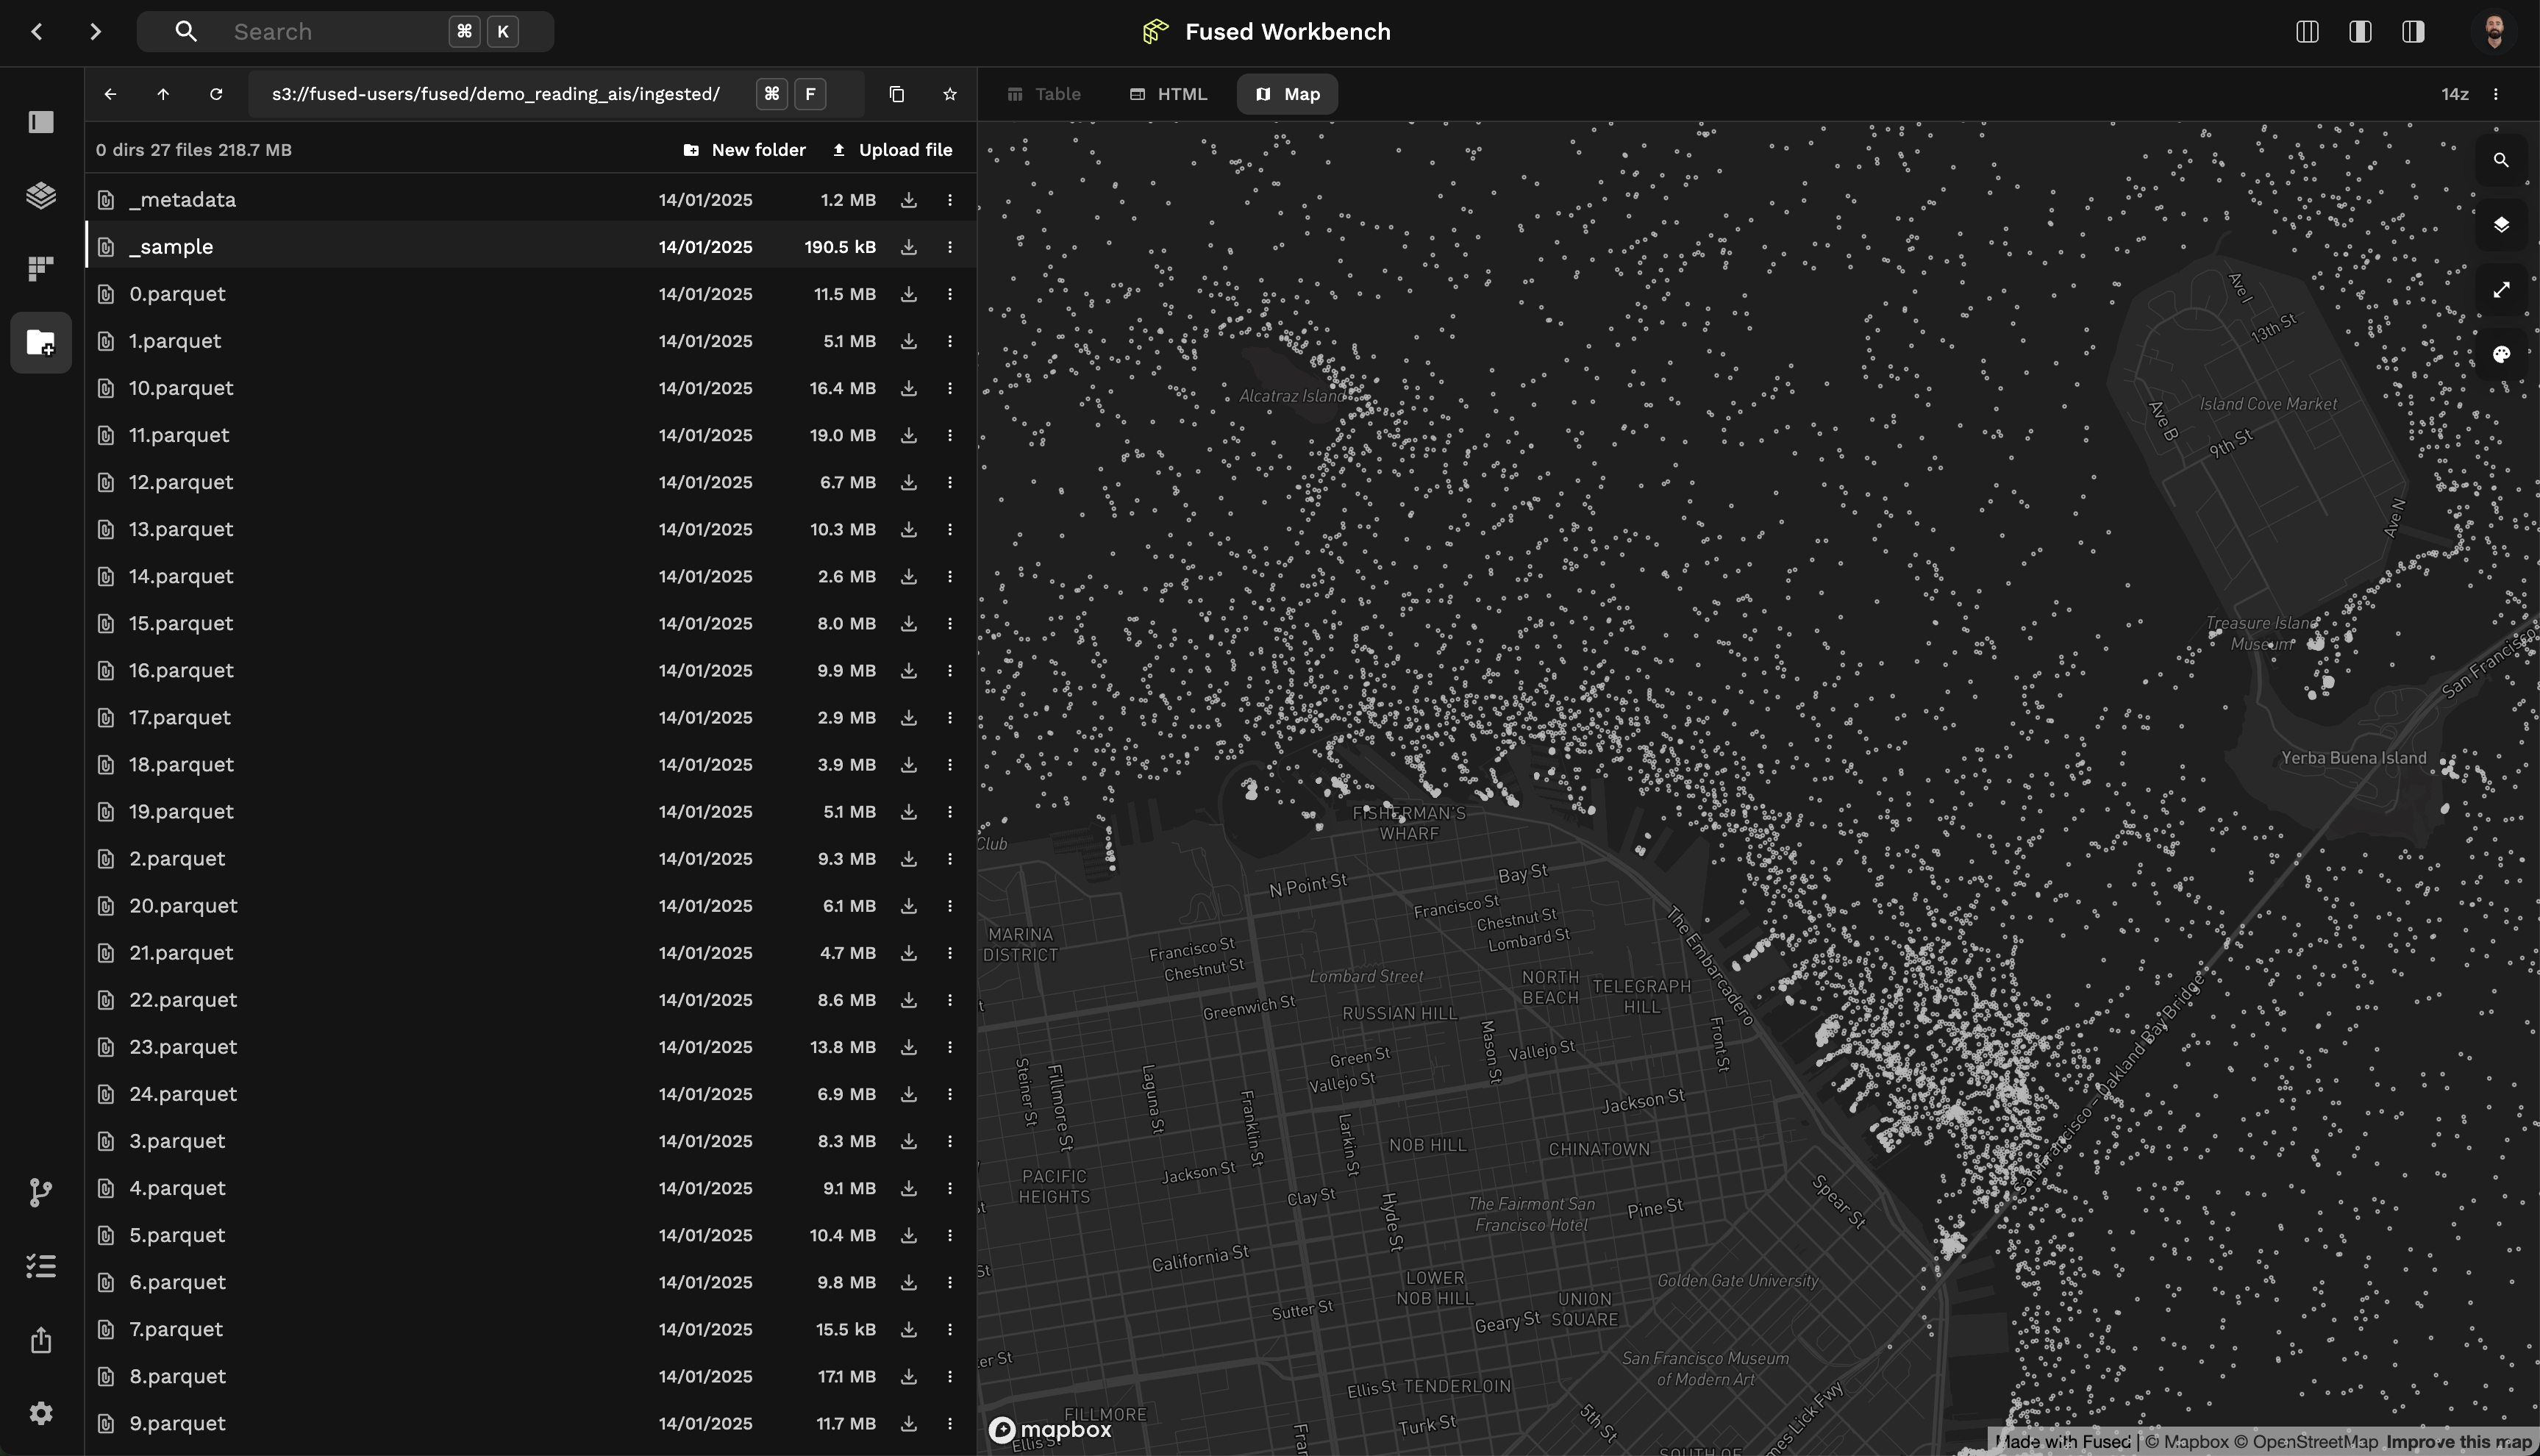 Search ⌘ K
Fused Workbench
s3://fused-users/fused/demo_reading_ais/ingested/ ⌘ F
Table HTML Map
14z
0 dirs 27 files 218.7 MB
New folder Upload file
_metadata 14/01/2025 1.2 MB
_sample 14/01/2025 190.5 kB
0.parquet 14/01/2025 11.5 MB
1.parquet 14/01/2025 5.1 MB
10.parquet 14/01/2025 16.4 MB
11.parquet 14/01/2025 19.0 MB
12.parquet 14/01/2025 6.7 MB
13.parquet 14/01/2025 10.3 MB
14.parquet 14/01/2025 2.6 MB
15.parquet 14/01/2025 8.0 MB
16.parquet 14/01/2025 9.9 MB
17.parquet 14/01/2025 2.9 MB
18.parquet 14/01/2025 3.9 MB
19.parquet 14/01/2025 5.1 MB
2.parquet 14/01/2025 9.3 MB
20.parquet 14/01/2025 6.1 MB
21.parquet 14/01/2025 4.7 MB
22.parquet 14/01/2025 8.6 MB
23.parquet 14/01/2025 13.8 MB
24.parquet 14/01/2025 6.9 MB
3.parquet 14/01/2025 8.3 MB
4.parquet 14/01/2025 9.1 MB
5.parquet 14/01/2025 10.4 MB
6.parquet 14/01/2025 9.8 MB
7.parquet 14/01/2025 15.5 kB
8.parquet 14/01/2025 17.1 MB
9.parquet 14/01/2025 11.7 MB
Ave I
13th St
Alcatraz Island
Island Cove Market
Ave B
9th St
Ave N
Treasure Island
Museum
San Francisco
Yerba Buena Island
FISHERMAN'S
WHARF
Club
N Point St
Bay St
Francisco St
Chestnut St
Lombard St
The Embarcadero
MARINA
DISTRICT
Francisco St
Chestnut St
Lombard Street
NORTH
BEACH
TELEGRAPH
HILL
Greenwich St
RUSSIAN HILL
Mason St
Front St
Green St
Vallejo St
Vallejo St
San Francisco – Oakland Bay Bridge
Steiner St
Fillmore St
Laguna St
Franklin St
Larkin St
Jackson St
NOB HILL
CHINATOWN
Jackson St
PACIFIC
HEIGHTS
Clay St
Hyde St
The Fairmont San
Francisco Hotel
Pine St
Spear St
California St
St
LOWER
NOB HILL
Golden Gate University
Sutter St
UNION
SQUARE
Geary St
San Francisco Museum
of Modern Art
Ellis St
TENDERLOIN
FILLMORE
Turk St
5th St
mes Lick Fwy
Ellis St
Fran
SOUTH OF
mapbox
Made with Fused | © Mapbox © OpenStreetMap Improve this map